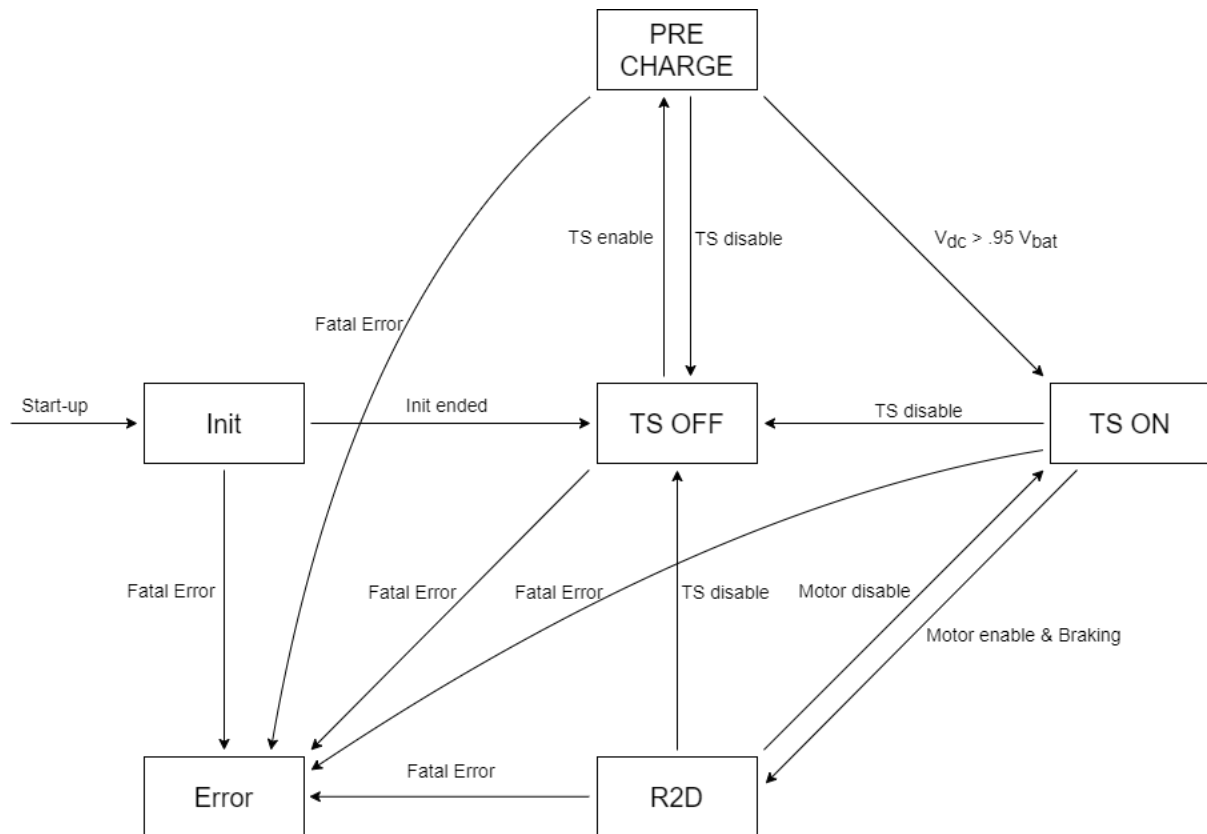 PRE
CHARGE
TS enable
TS disable
Vdc > .95 Vbat
Fatal Error
Start-up
Init
Init ended
TS OFF
TS disable
TS ON
Fatal Error
Fatal Error
Fatal Error
TS disable
Motor disable
Motor enable & Braking
Error
Fatal Error
R2D